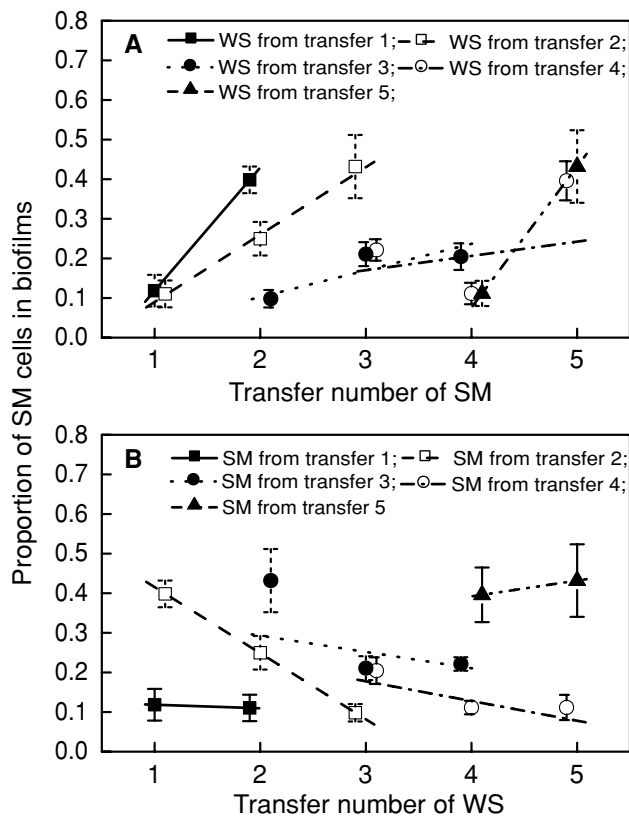 Proportion of SM cells in biofilms
A
WS from transfer 1; WS from transfer 2;
WS from transfer 3; WS from transfer 4;
WS from transfer 5;
0.8
0.7
0.6
0.5
0.4
0.3
0.2
0.1
0.0
1 2 3 4 5
Transfer number of SM
B
SM from transfer 1; SM from transfer 2;
SM from transfer 3; SM from transfer 4;
SM from transfer 5
0.8
0.7
0.6
0.5
0.4
0.3
0.2
0.1
0.0
1 2 3 4 5
Transfer number of WS